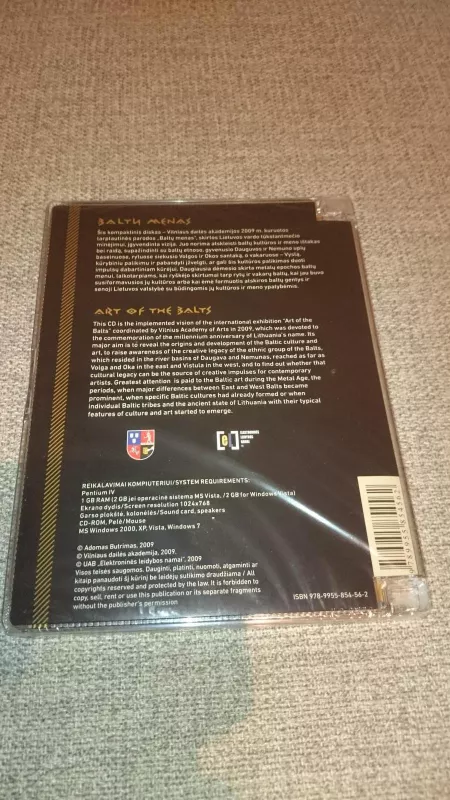 BALTŲ MENAS
Šis kompaktinis diskas – Vilniaus dailės akademijos 2009 m. kuruotos
tarptautinės parodos „Baltų menas", skirtos Lietuvos vardo tūkstantmečio
minėjimui, įgyvendinta vizija. Juo norima atskleisti baltų kultūros ir meno ištakas
bei raidą, supažindinti su baltų etnose, gyvenusio Dauguvos ir Nemuno upių
baseinuose, rytuose siekusio Volgos ir Okos santaką, o vakaruose – Vyslą,
kūrybiniu palikimu ir pabandyti įžvelgti, ar gali šis kultūros palikimas duoti
impulsų dabartiniam kūrėjui. Daugiausia dėmesio skirta metalų epochos baltų
menui, laikotarpiams, kai ryškėjo skirtumai tarp rytų ir vakarų baltų, kai jau buvo
susiformavusios jų kultūros arba kai ėmė formuotis atskiros baltų gentys ir
senoji Lietuvos valstybė su būdingomis jų kultūros ir meno ypatybėmis.
ART OF THE BALTS
This CD is the implemented vision of the international exhibition "Art of the
Balts" coordinated by Vilnius Academy of Arts in 2009, which was devoted to
the commemoration of the millennium anniversary of Lithuania's name. Its
major aim is to reveal the origins and development of the Baltic culture and
art, to raise awareness of the creative legacy of the ethnic group of the Balts,
which resided in the river basins of Daugava and Nemunas, reached as far as
Volga and Oka in the east and Vistula in the west, and to find out whether that
cultural legacy can be the source of creative impulses for contemporary
artists. Greatest attention is paid to the Baltic art during the Metal Age, the
periods, when major differences between East and West Balts became
prominent, when specific Baltic cultures had already formed or when
individual Baltic tribes and the ancient state of Lithuania with their typical
features of culture and art started to emerge.
[e]
ELEKTRONINĖS
LEIDYBOS
NAMAI
REIKALAVIMAI KOMPIUTERIUI/SYSTEM REQUIREMENTS:
Pentium IV
1 GB RAM (2 GB jei operacinė sistema MS Vista, /2 GB for Windows Vista)
Ekrano dydis/Screen resolution 1024x768
Garso plokštė, kolonėlės/Sound card, speakers
CD-ROM, Pelė/Mouse
MS Windows 2000, XP, Vista, Windows 7
© Adomas Butrimas, 2009
© Vilniaus dailės akademija, 2009
© UAB „Elektroninės leidybos namai", 2009
Visos teisės saugomos. Dauginti, platinti, nuomoti, atgaminti ar
kitaip panaudoti šį kūrinį be leidėjų sutikimo draudžiama / All
copyrights reserved and protected by the law. It is forbidden to
copy, sell, rent or use this publication or its separate fragments
without the publisher's permission
ISBN 978-9955-854-56-2